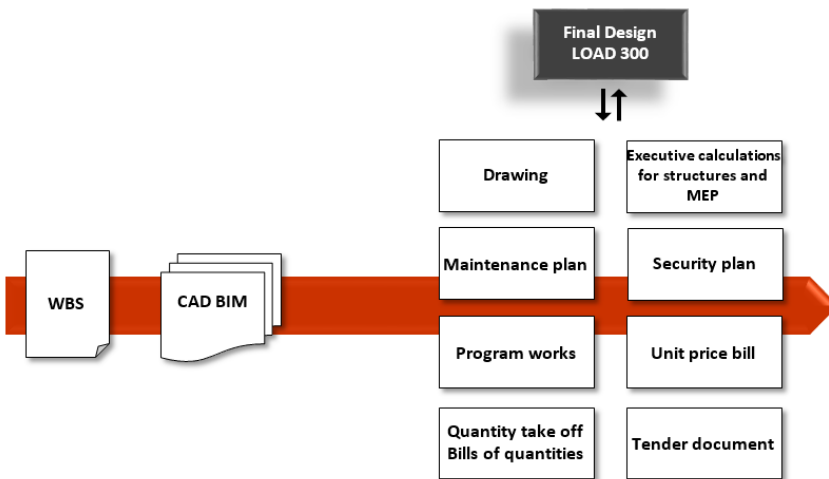 Final Design
LOAD 300
Drawing
Executive calculations
for structures and
MEP
Maintenance plan
Security plan
WBS
CAD BIM
Program works
Unit price bill
Quantity take off
Bills of quantities
Tender document